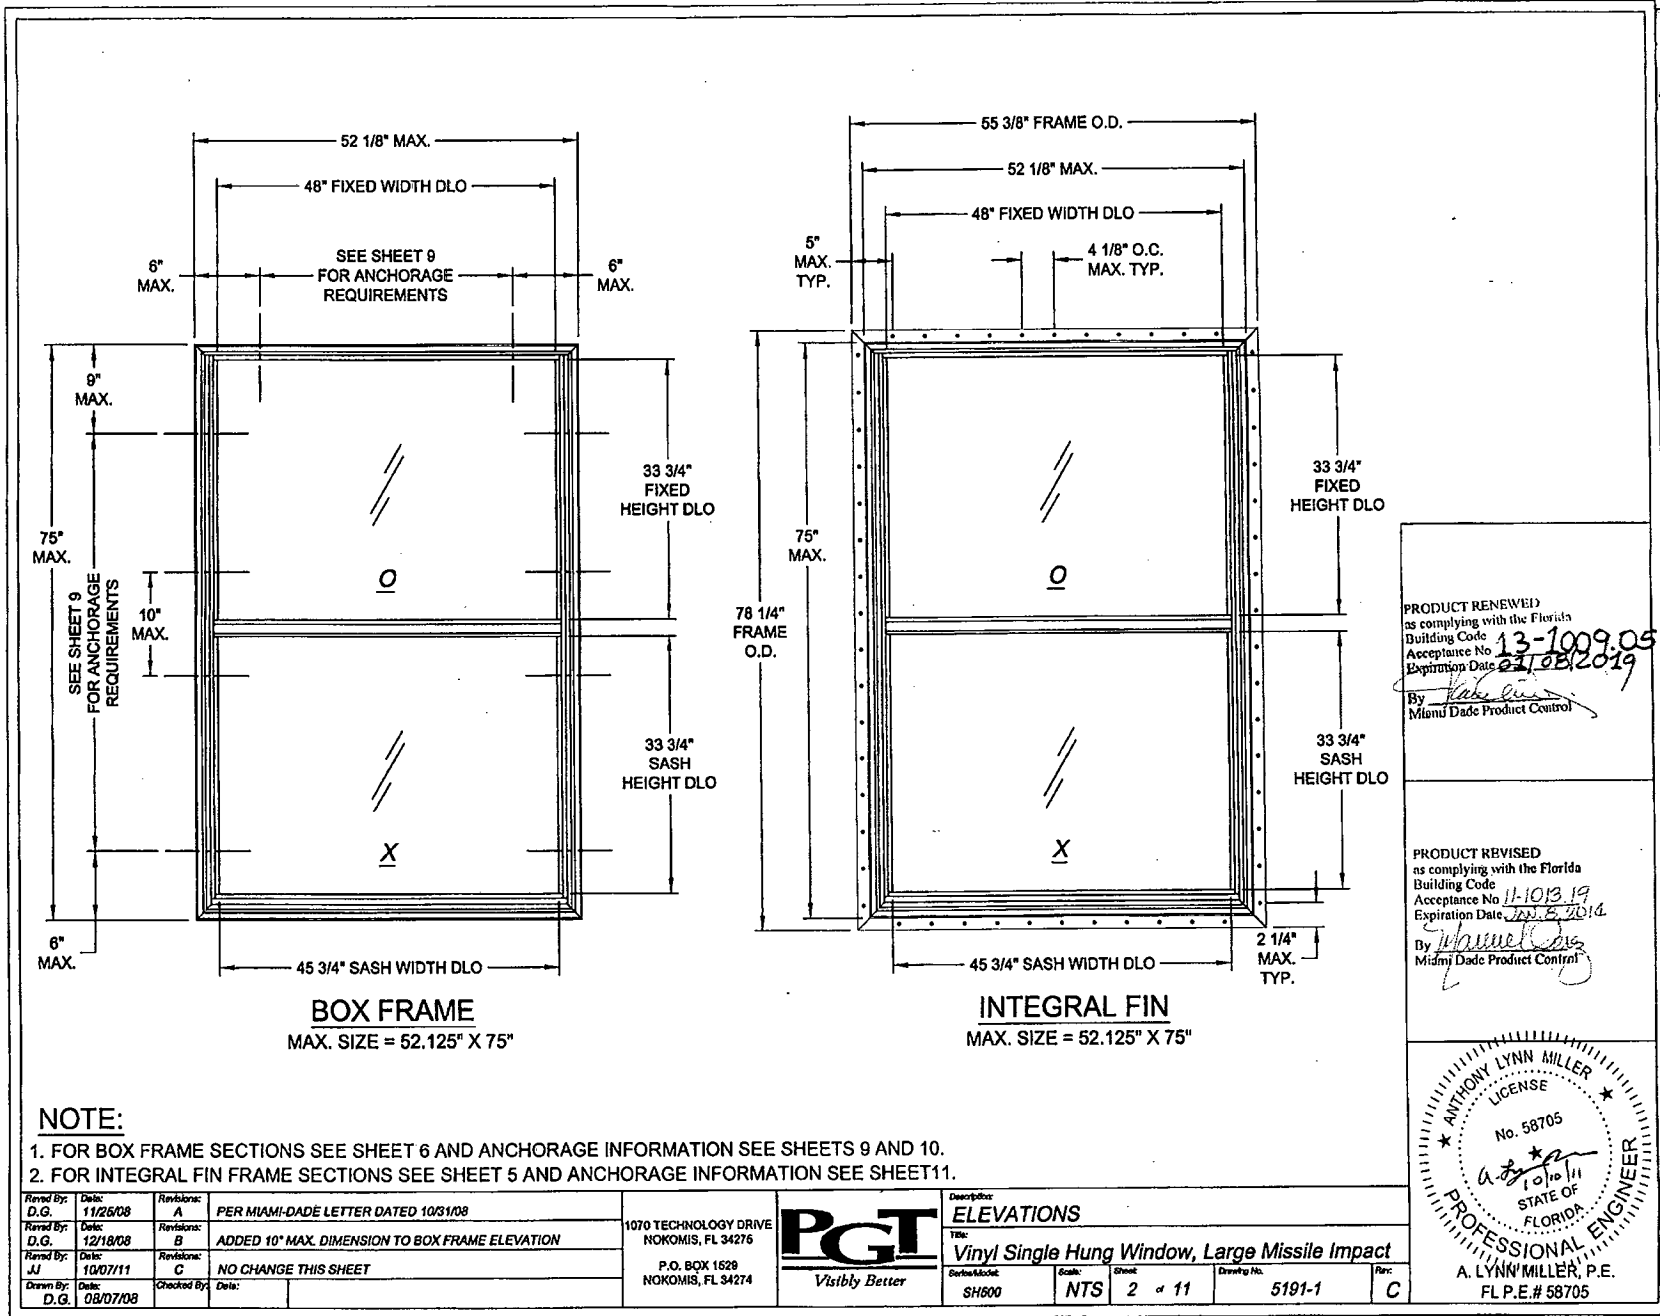 52 1/8" MAX.
48" FIXED WIDTH DLO
6"
MAX.
SEE SHEET 9
FOR ANCHORAGE
REQUIREMENTS
6"
MAX.
9"
MAX.
75"
MAX.
SEE SHEET 9
FOR ANCHORAGE
REQUIREMENTS
10"
MAX.
33 3/4"
FIXED
HEIGHT DLO
O
33 3/4"
SASH
HEIGHT DLO
X
6"
MAX.
45 3/4" SASH WIDTH DLO
BOX FRAME
MAX. SIZE = 52.125" X 75"
55 3/8" FRAME O.D.
52 1/8" MAX.
48" FIXED WIDTH DLO
5"
MAX.
TYP.
4 1/8" O.C.
MAX. TYP.
75"
MAX.
78 1/4"
FRAME
O.D.
33 3/4"
FIXED
HEIGHT DLO
O
33 3/4"
SASH
HEIGHT DLO
X
2 1/4"
MAX.
TYP.
45 3/4" SASH WIDTH DLO
INTEGRAL FIN
MAX. SIZE = 52.125" X 75"
PRODUCT RENEWED
as complying with the Florida
Building Code
Acceptance No 13-1009.05
Expiration Date 01/08/2019
By
Miami Dade Product Control
PRODUCT REVISED
as complying with the Florida
Building Code
Acceptance No 11-1013.19
Expiration Date JAN. 8, 2014
By Manuel Perez
Miami Dade Product Control
ANTHONY LYNN MILLER
LICENSE
No. 58705
10/10/11
STATE OF
FLORIDA
PROFESSIONAL ENGINEER
A. LYNN MILLER, P.E.
FL P.E.# 58705
NOTE:
1. FOR BOX FRAME SECTIONS SEE SHEET 6 AND ANCHORAGE INFORMATION SEE SHEETS 9 AND 10.
2. FOR INTEGRAL FIN FRAME SECTIONS SEE SHEET 5 AND ANCHORAGE INFORMATION SEE SHEET11.
Revsd By: Date: Revisions:
D.G. 11/25/08 A PER MIAMI-DADE LETTER DATED 10/31/08
Revsd By: Date: Revisions:
D.G. 12/18/08 B ADDED 10" MAX. DIMENSION TO BOX FRAME ELEVATION
Revsd By: Date: Revisions:
JJ 10/07/11 C NO CHANGE THIS SHEET
Drawn By: Date: Checked By: Date:
D.G. 08/07/08
1070 TECHNOLOGY DRIVE
NOKOMIS, FL 34275
P.O. BOX 1529
NOKOMIS, FL 34274
PGT
Visibly Better
Description:
ELEVATIONS
Title:
Vinyl Single Hung Window, Large Missile Impact
Series/Model: Scale: Sheet: Drawing No. Rev:
SH500 NTS 2 of 11 5191-1 C